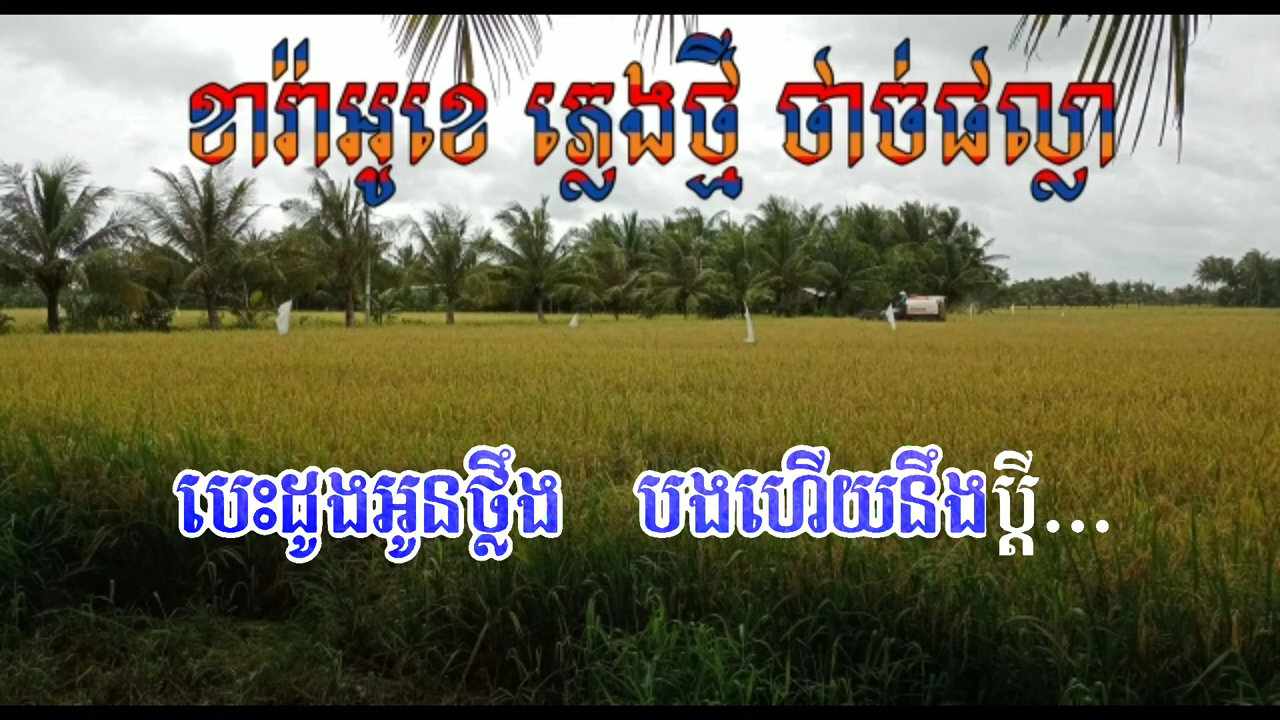 ខារ៉ាអូខេ ភ្លេងថ្មី ថាច់ផល្លា
បេះដូងអូនថ្លឹង បងហើយនឹងប្ដី...